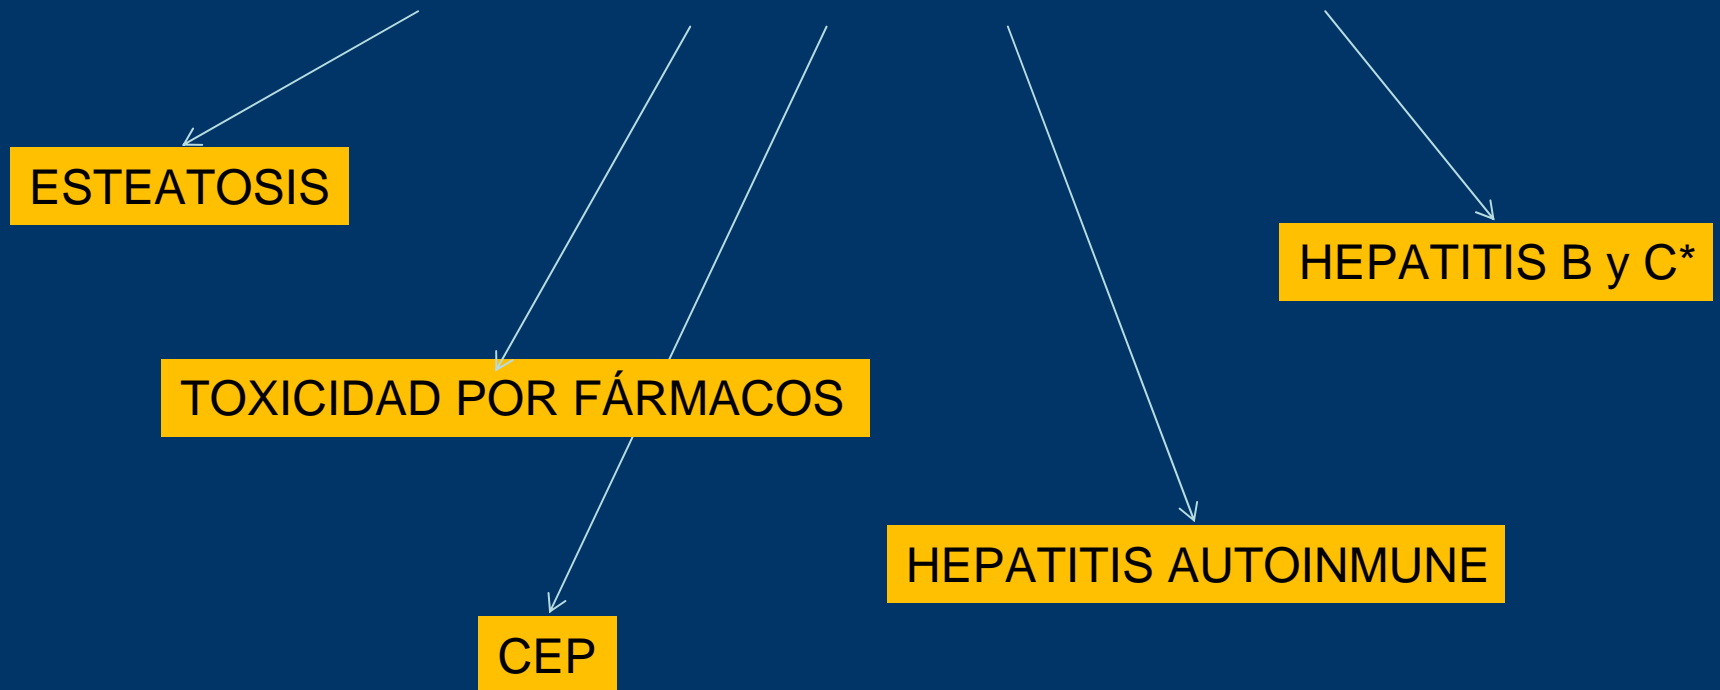 ESTEATOSIS
HEPATITIS B y C*
TOXICIDAD POR FÁRMACOS
HEPATITIS AUTOINMUNE
CEP